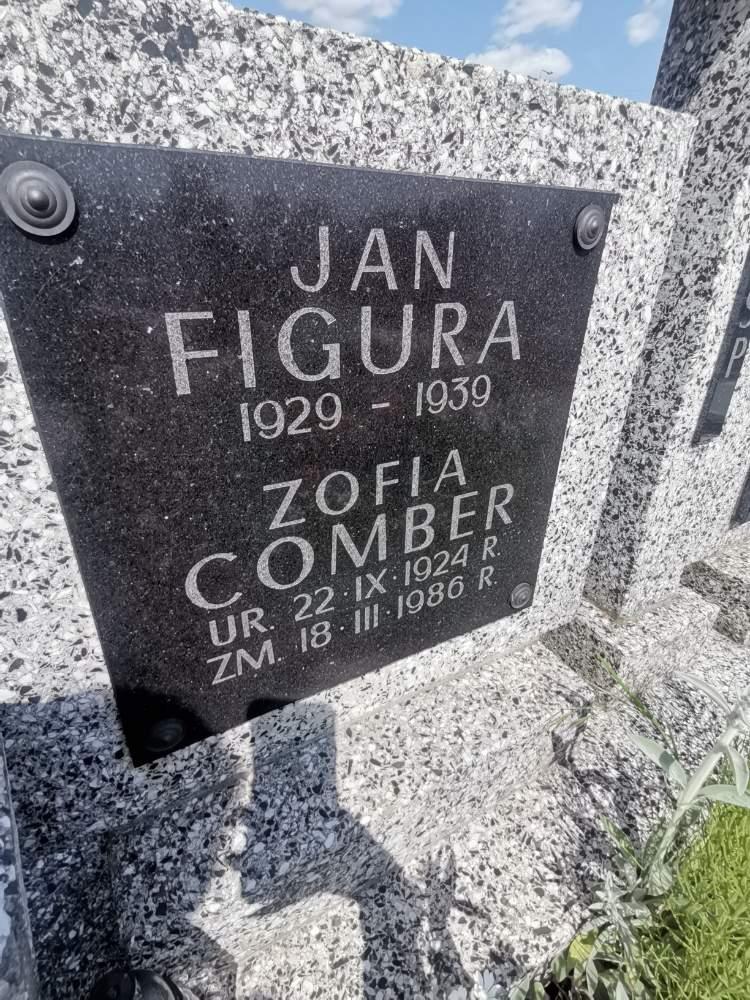 JAN
FIGURA
1929 - 1939
ZOFIA
COMBER
UR. 22·IX·1924 R.
ZM. 18·III·1986 R.